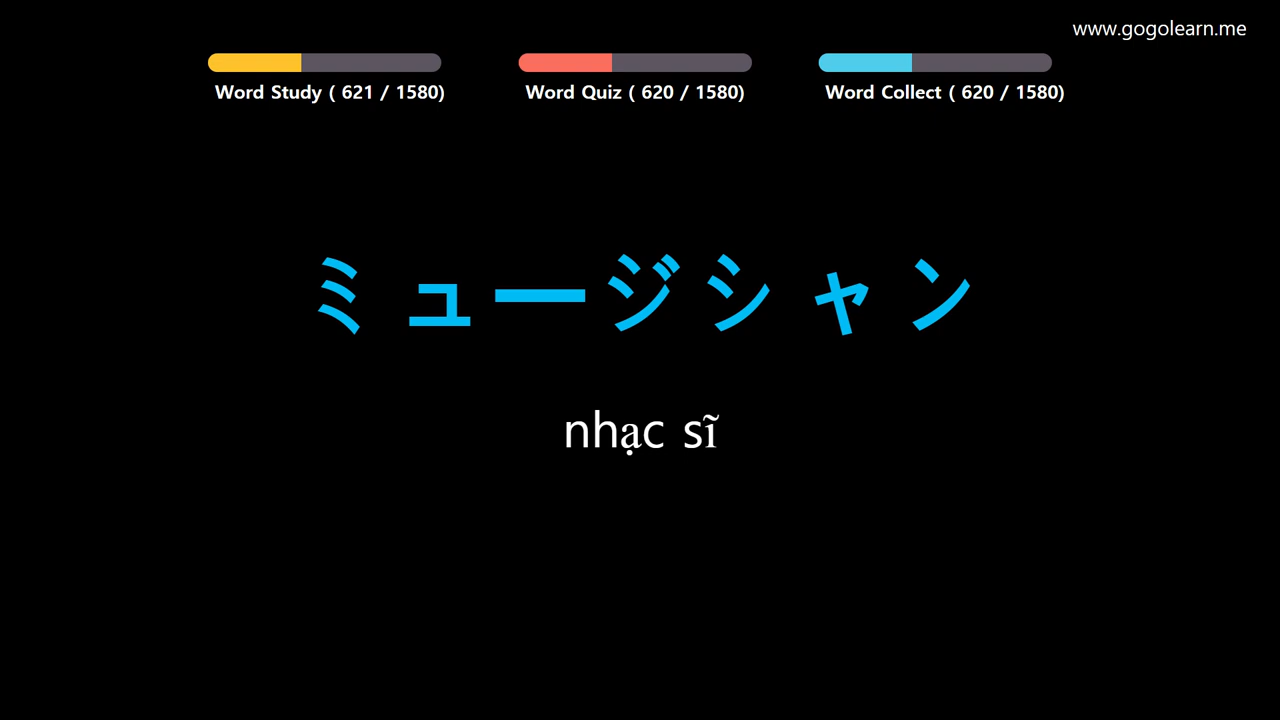 www.gogolearn.me
Word Study ( 621 / 1580)
Word Quiz ( 620 / 1580)
Word Collect ( 620 / 1580)
ミュージシャン
nhạc sĩ